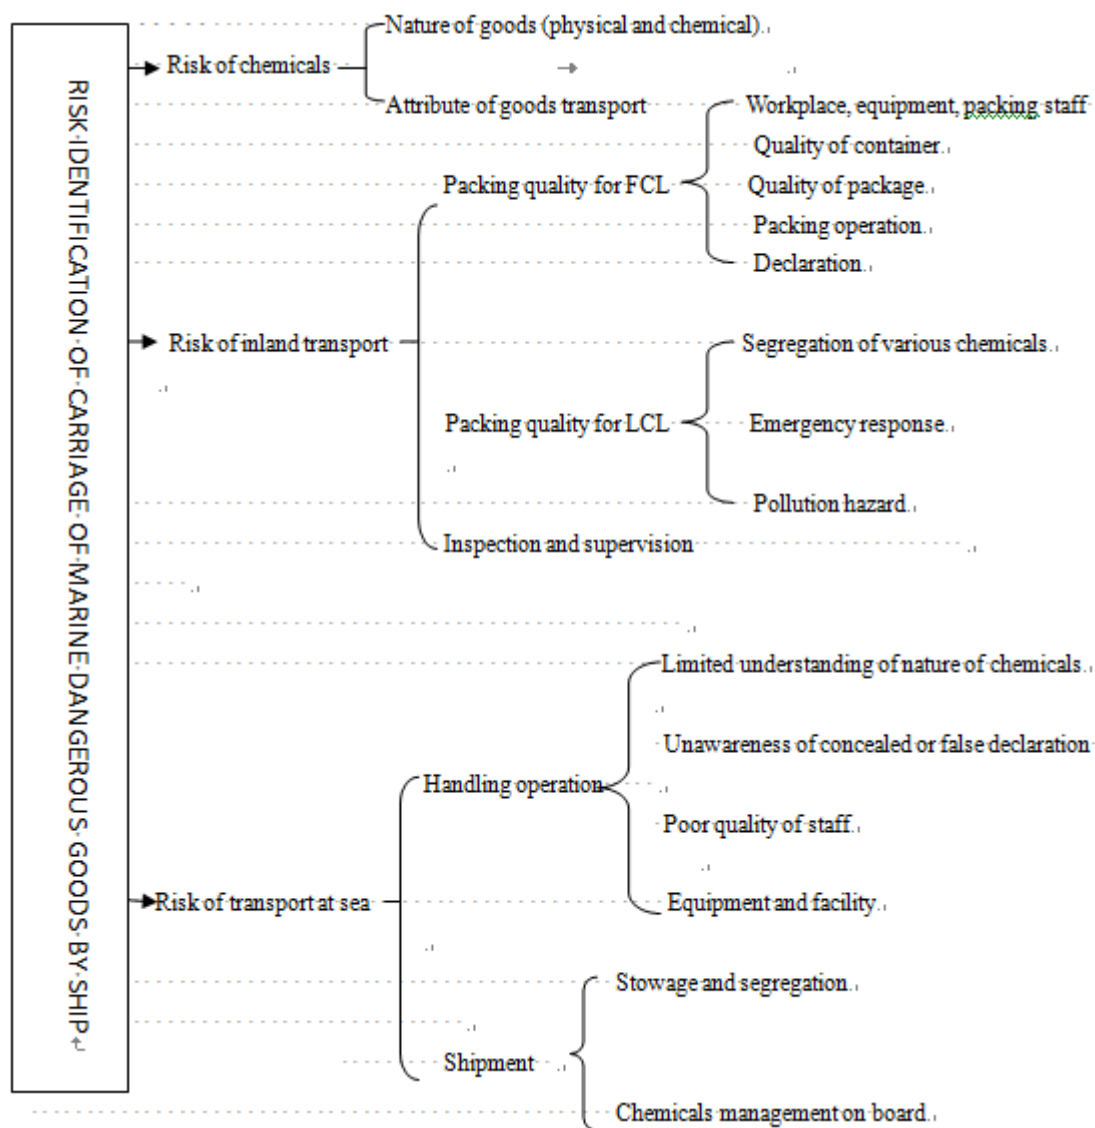 RISK IDENTIFICATION OF CARRIAGE OF MARINE DANGEROUS GOODS BY SHIP
Risk of chemicals
Nature of goods (physical and chemical)
Attribute of goods transport
Risk of inland transport
Packing quality for FCL
Workplace, equipment, packing staff
Quality of container
Quality of package
Packing operation
Declaration
Packing quality for LCL
Segregation of various chemicals
Emergency response
Pollution hazard
Inspection and supervision
Risk of transport at sea
Handling operation
Limited understanding of nature of chemicals
Unawareness of concealed or false declaration
Poor quality of staff
Equipment and facility
Shipment
Stowage and segregation
Chemicals management on board